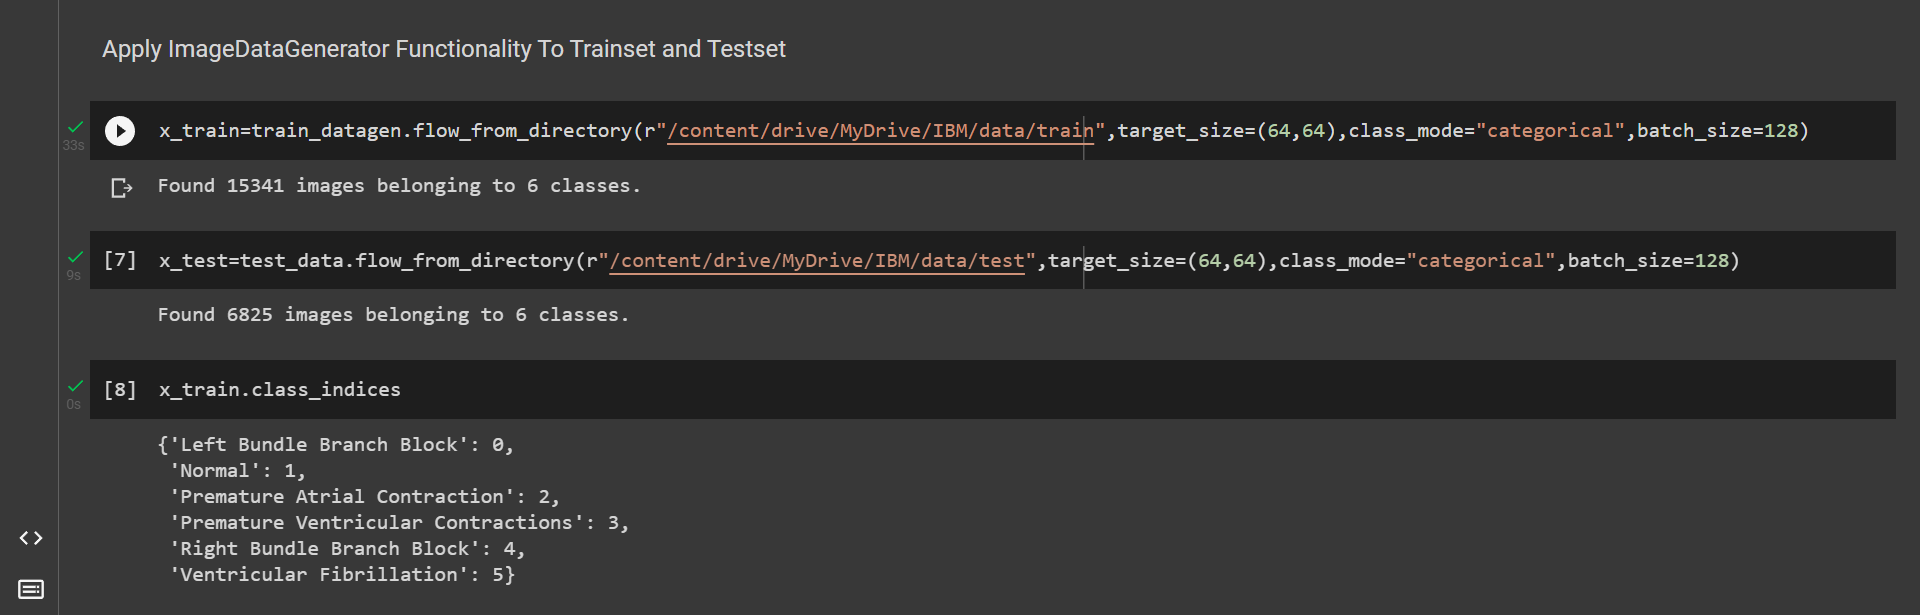 Apply ImageDataGenerator Functionality To Trainset and Testset
x_train=train_datagen.flow_from_directory(r"/content/drive/MyDrive/IBM/data/train",target_size=(64,64),class_mode="categorical",batch_size=128)
33s
Found 15341 images belonging to 6 classes.
[7] x_test=test_data.flow_from_directory(r"/content/drive/MyDrive/IBM/data/test",target_size=(64,64),class_mode="categorical",batch_size=128)
9s
Found 6825 images belonging to 6 classes.
[8] x_train.class_indices
0s
{'Left Bundle Branch Block': 0,
'Normal': 1,
'Premature Atrial Contraction': 2,
'Premature Ventricular Contractions': 3,
'Right Bundle Branch Block': 4,
'Ventricular Fibrillation': 5}